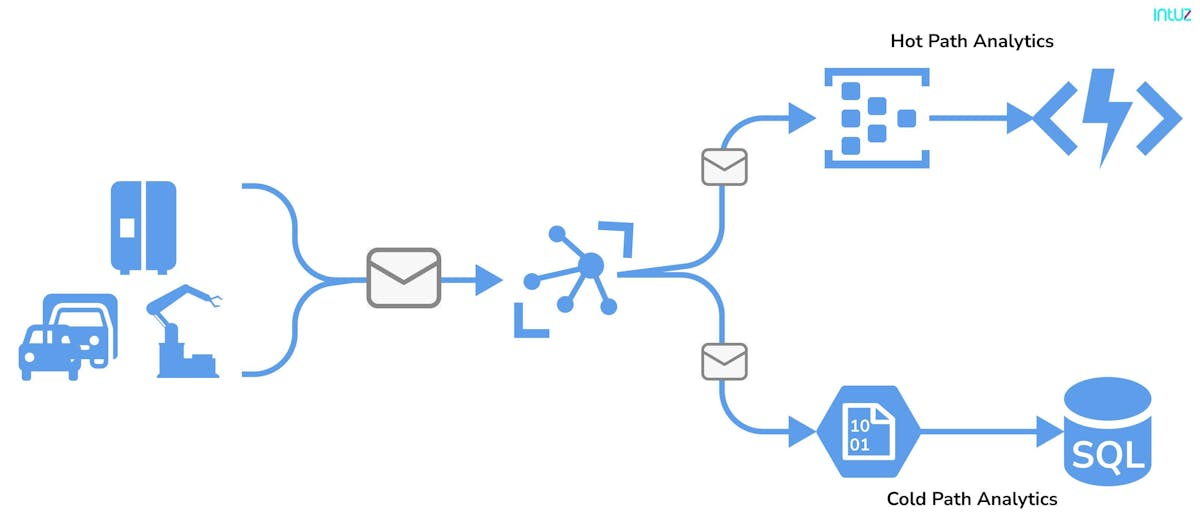 INTUZ
Hot Path Analytics
10
01
SQL
Cold Path Analytics